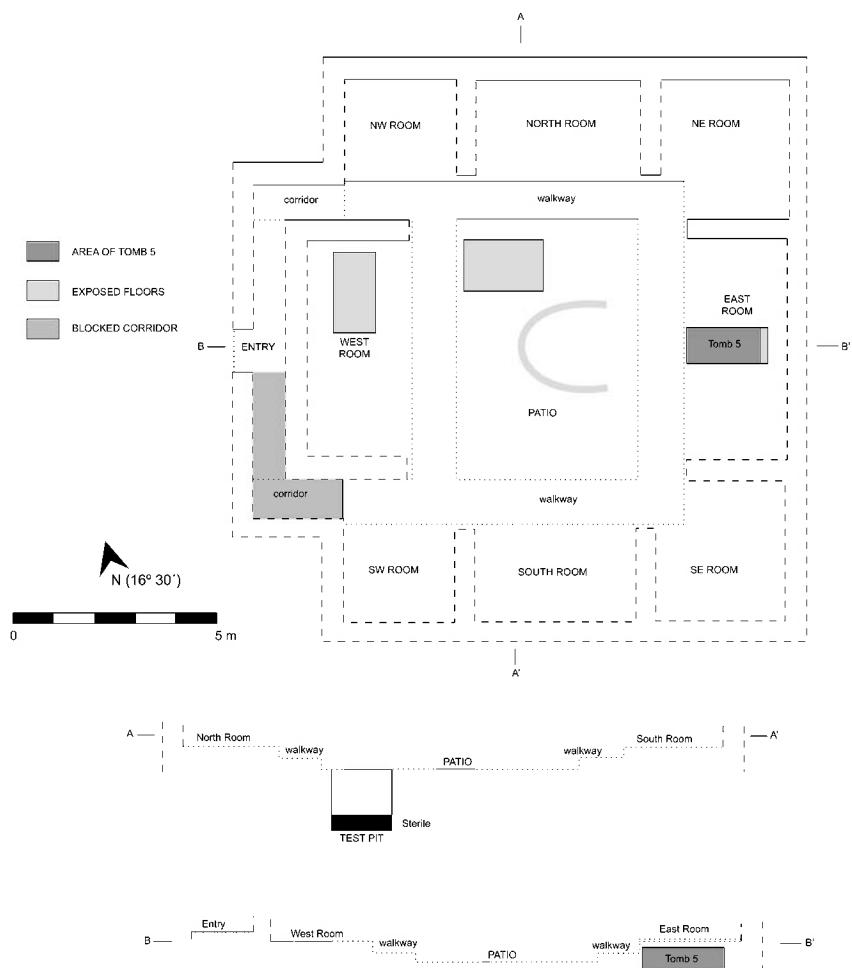 A
NW ROOM
NORTH ROOM
NE ROOM
corridor
walkway
AREA OF TOMB 5
EXPOSED FLOORS
BLOCKED CORRIDOR
EAST
ROOM
B
ENTRY
WEST
ROOM
Tomb 5
B'
PATIO
corridor
walkway
N (16º 30´)
SW ROOM
SOUTH ROOM
SE ROOM
0
5 m
A'
A
North Room
walkway
PATIO
walkway
South Room
A'
Sterile
TEST PIT
Entry
B
West Room
walkway
PATIO
walkway
East Room
B'
Tomb 5